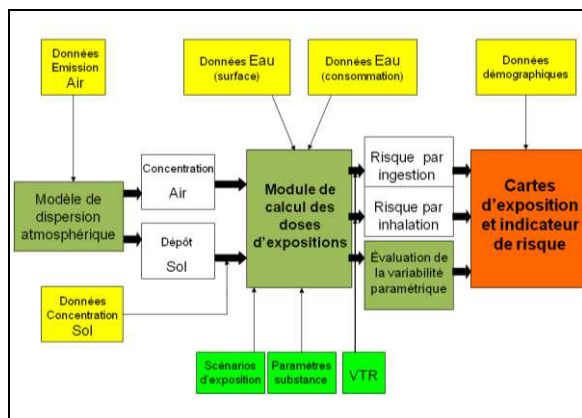 Données
Emission
Air
Données Eau
(surface)
Données Eau
(consommation)
Données
démographiques
Modèle de
dispersion
atmosphérique
Concentration
Air
Dépôt
Sol
Module de
calcul des
doses
d'expositions
Risque par
ingestion
Risque par
inhalation
Évaluation de
la variabilité
paramétrique
Cartes
d'exposition
et indicateur
de risque
Données
Concentration
Sol
Scénarios
d'exposition
Paramètres
substance
VTR